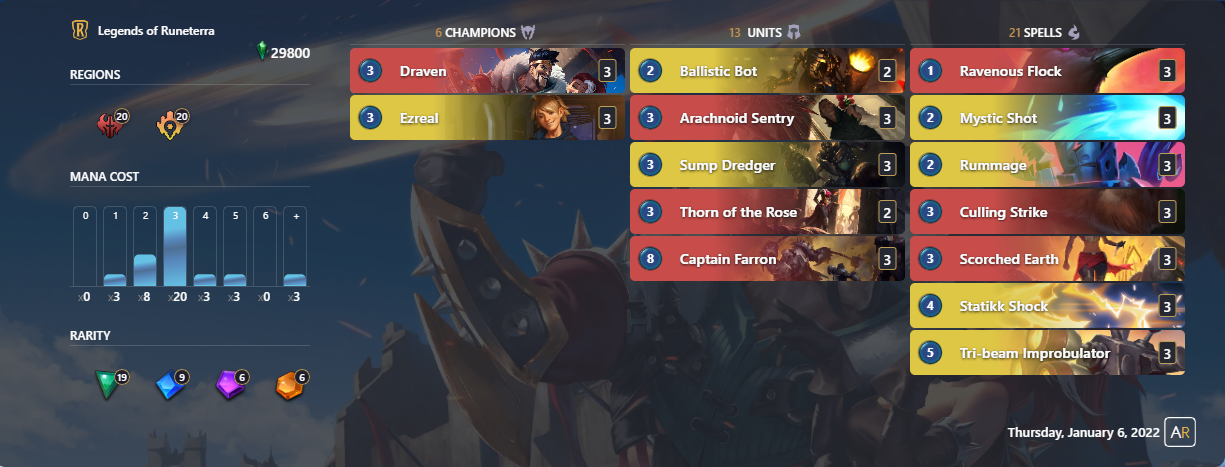 Legends of Runeterra
29800
REGIONS
20 20
MANA COST
0 1 2 3 4 5 6 +
x0 x3 x8 x20 x3 x3 x0 x3
RARITY
19 9 6 6
6 CHAMPIONS
3 Draven 3
3 Ezreal 3
13 UNITS
2 Ballistic Bot 2
3 Arachnoid Sentry 3
3 Sump Dredger 3
3 Thorn of the Rose 2
8 Captain Farron 3
21 SPELLS
1 Ravenous Flock 3
2 Mystic Shot 3
2 Rummage 3
3 Culling Strike 3
3 Scorched Earth 3
4 Statikk Shock 3
5 Tri-beam Improbulator 3
Thursday, January 6, 2022 AR